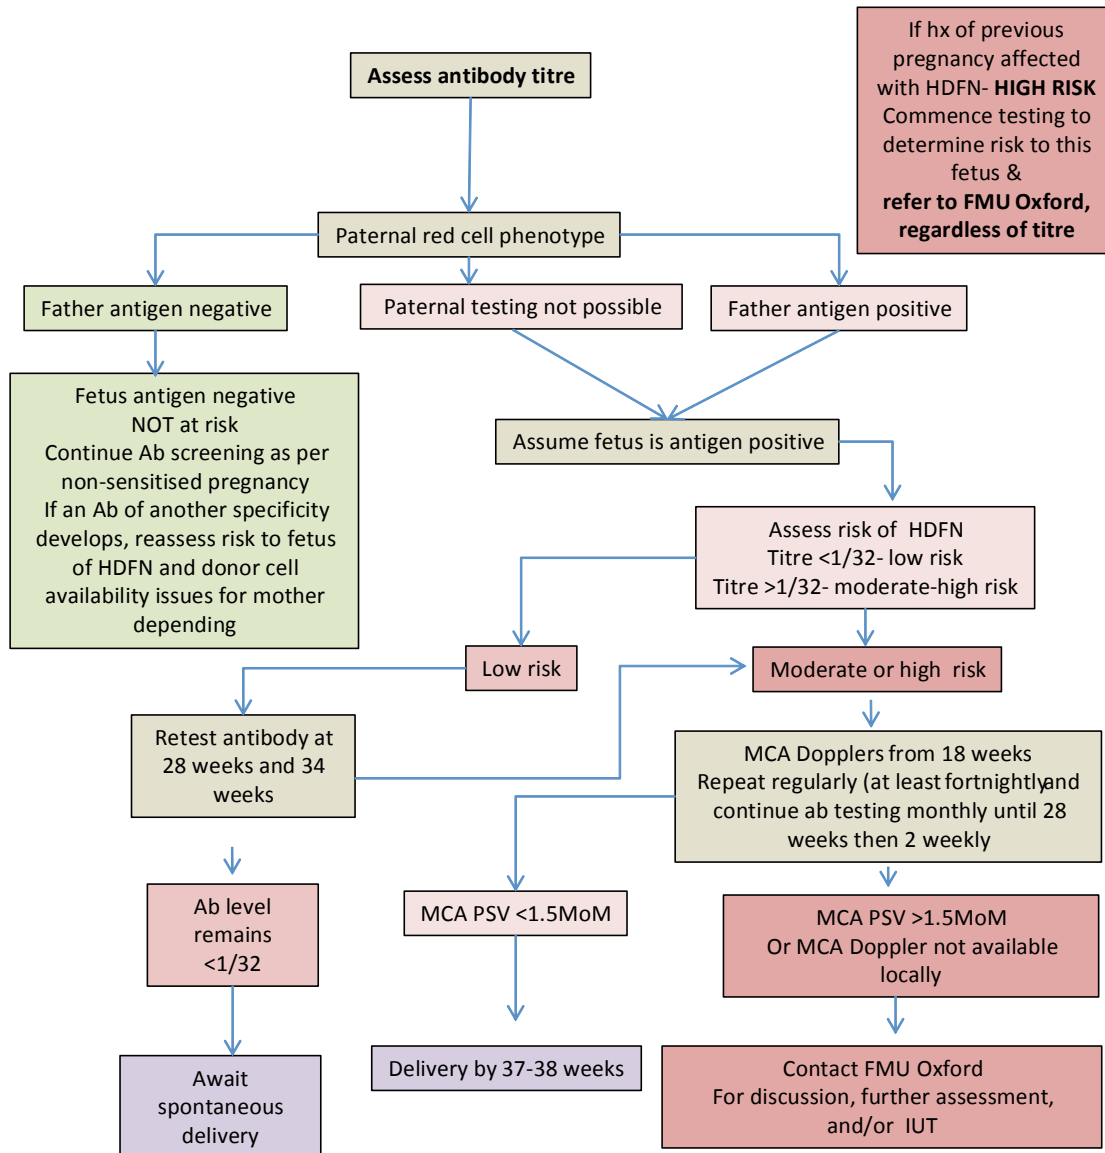 Assess antibody titre
If hx of previous
pregnancy affected
with HDFN- HIGH RISK
Commence testing to
determine risk to this
fetus &
refer to FMU Oxford,
regardless of titre
Paternal red cell phenotype
Father antigen negative
Paternal testing not possible
Father antigen positive
Fetus antigen negative
NOT at risk
Continue Ab screening as per
non-sensitised pregnancy
If an Ab of another specificity
develops, reassess risk to fetus
of HDFN and donor cell
availability issues for mother
depending
Assume fetus is antigen positive
Assess risk of HDFN
Titre <1/32- low risk
Titre >1/32- moderate-high risk
Low risk
Moderate or high risk
Retest antibody at
28 weeks and 34
weeks
MCA Dopplers from 18 weeks
Repeat regularly (at least fortnightly and
continue ab testing monthly until 28
weeks then 2 weekly
Ab level
remains
<1/32
MCA PSV <1.5MoM
MCA PSV >1.5MoM
Or MCA Doppler not available
locally
Await
spontaneous
delivery
Delivery by 37-38 weeks
Contact FMU Oxford
For discussion, further assessment,
and/or IUT